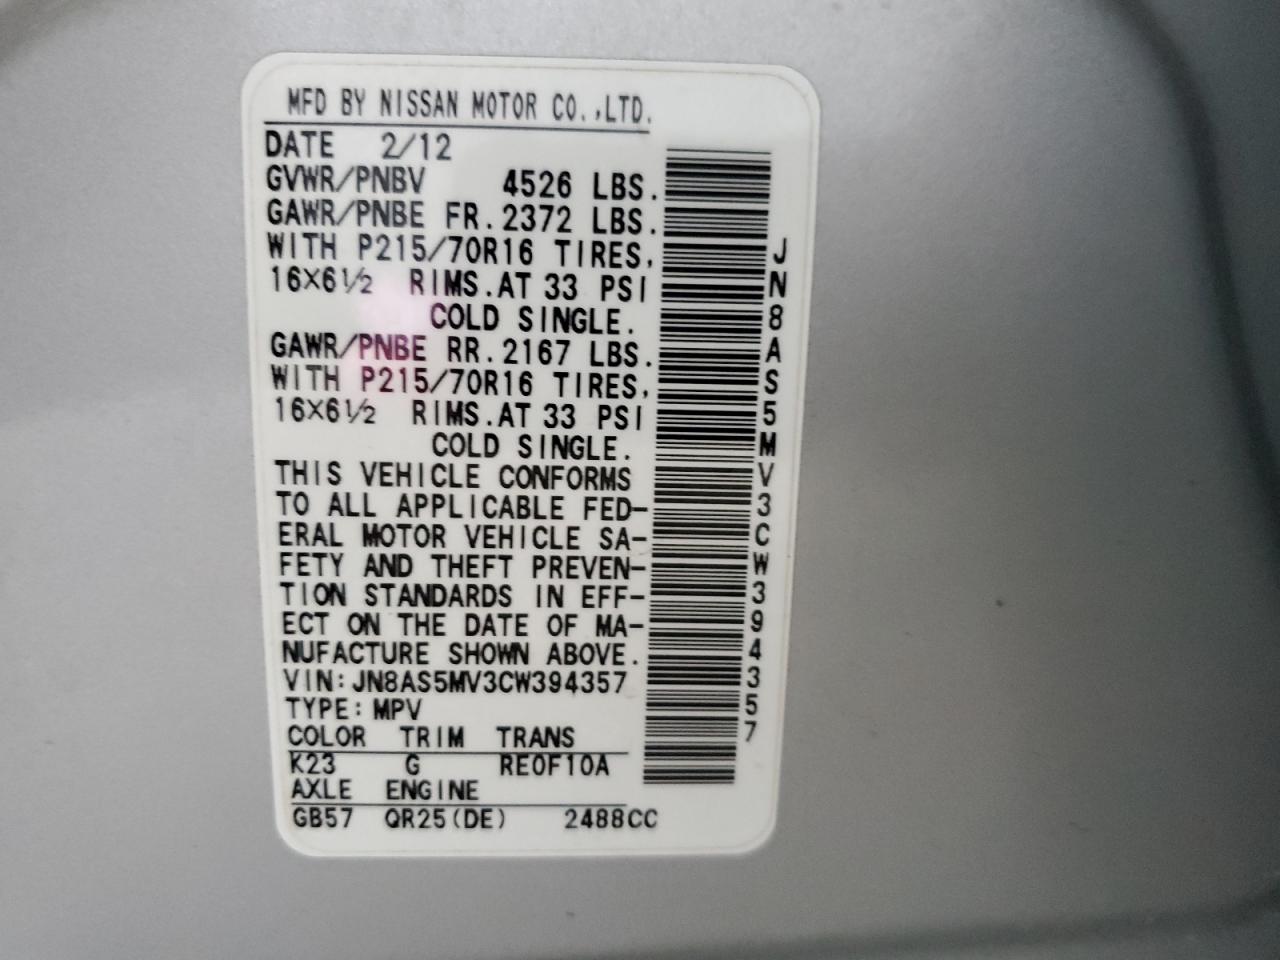 MFD BY NISSAN MOTOR CO.,LTD.
DATE 2/12
GVWR/PNBV 4526 LBS.
GAWR/PNBE FR.2372 LBS.
WITH P215/70R16 TIRES,
16×6½ RIMS.AT 33 PSI
COLD SINGLE.
GAWR/PNBE RR.2167 LBS.
WITH P215/70R16 TIRES,
16×6½ RIMS.AT 33 PSI
COLD SINGLE.
THIS VEHICLE CONFORMS
TO ALL APPLICABLE FED-
ERAL MOTOR VEHICLE SA-
FETY AND THEFT PREVEN-
TION STANDARDS IN EFF-
ECT ON THE DATE OF MA-
NUFACTURE SHOWN ABOVE.
VIN:JN8AS5MV3CW394357
TYPE:MPV
COLOR TRIM TRANS
K23 G RE0F10A
AXLE ENGINE
GB57 QR25(DE) 2488CC
JN8AS5MV3CW394357